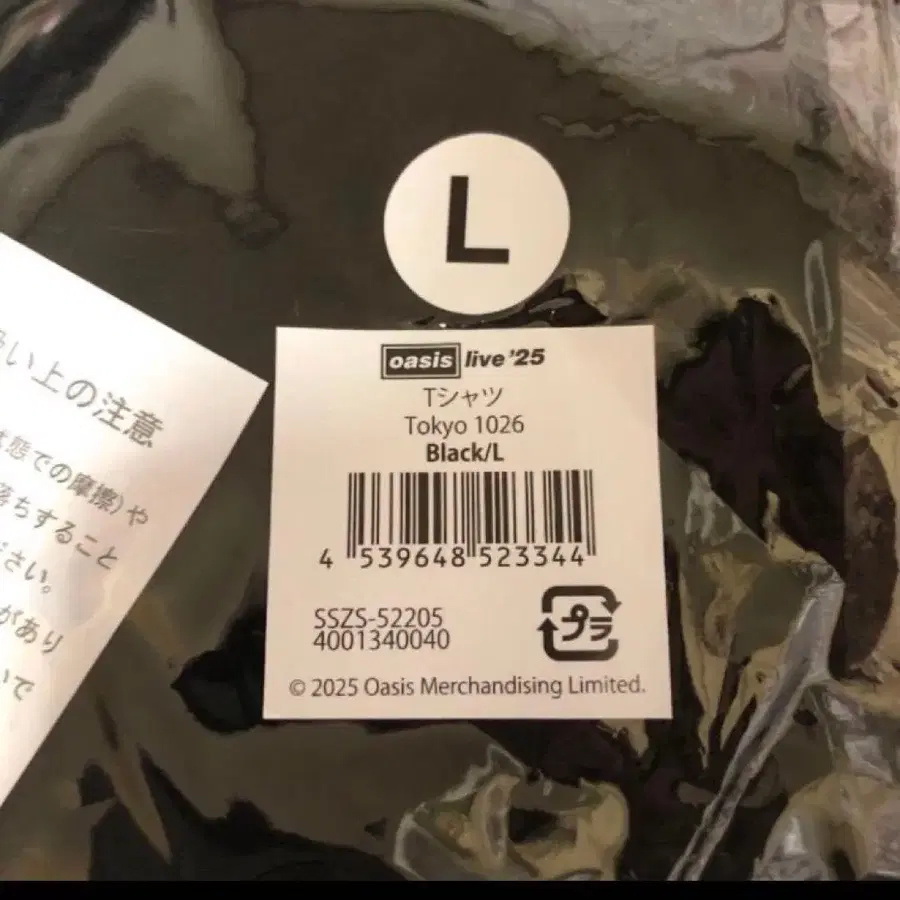 L
oasis live '25
Tシャツ
Tokyo 1026
Black/L
4 539648 523344
SSZS-52205
4001340040
プラ
© 2025 Oasis Merchandising Limited.
い上の注意
態での摩擦)や
落ちすること
ださい。
があり
いで